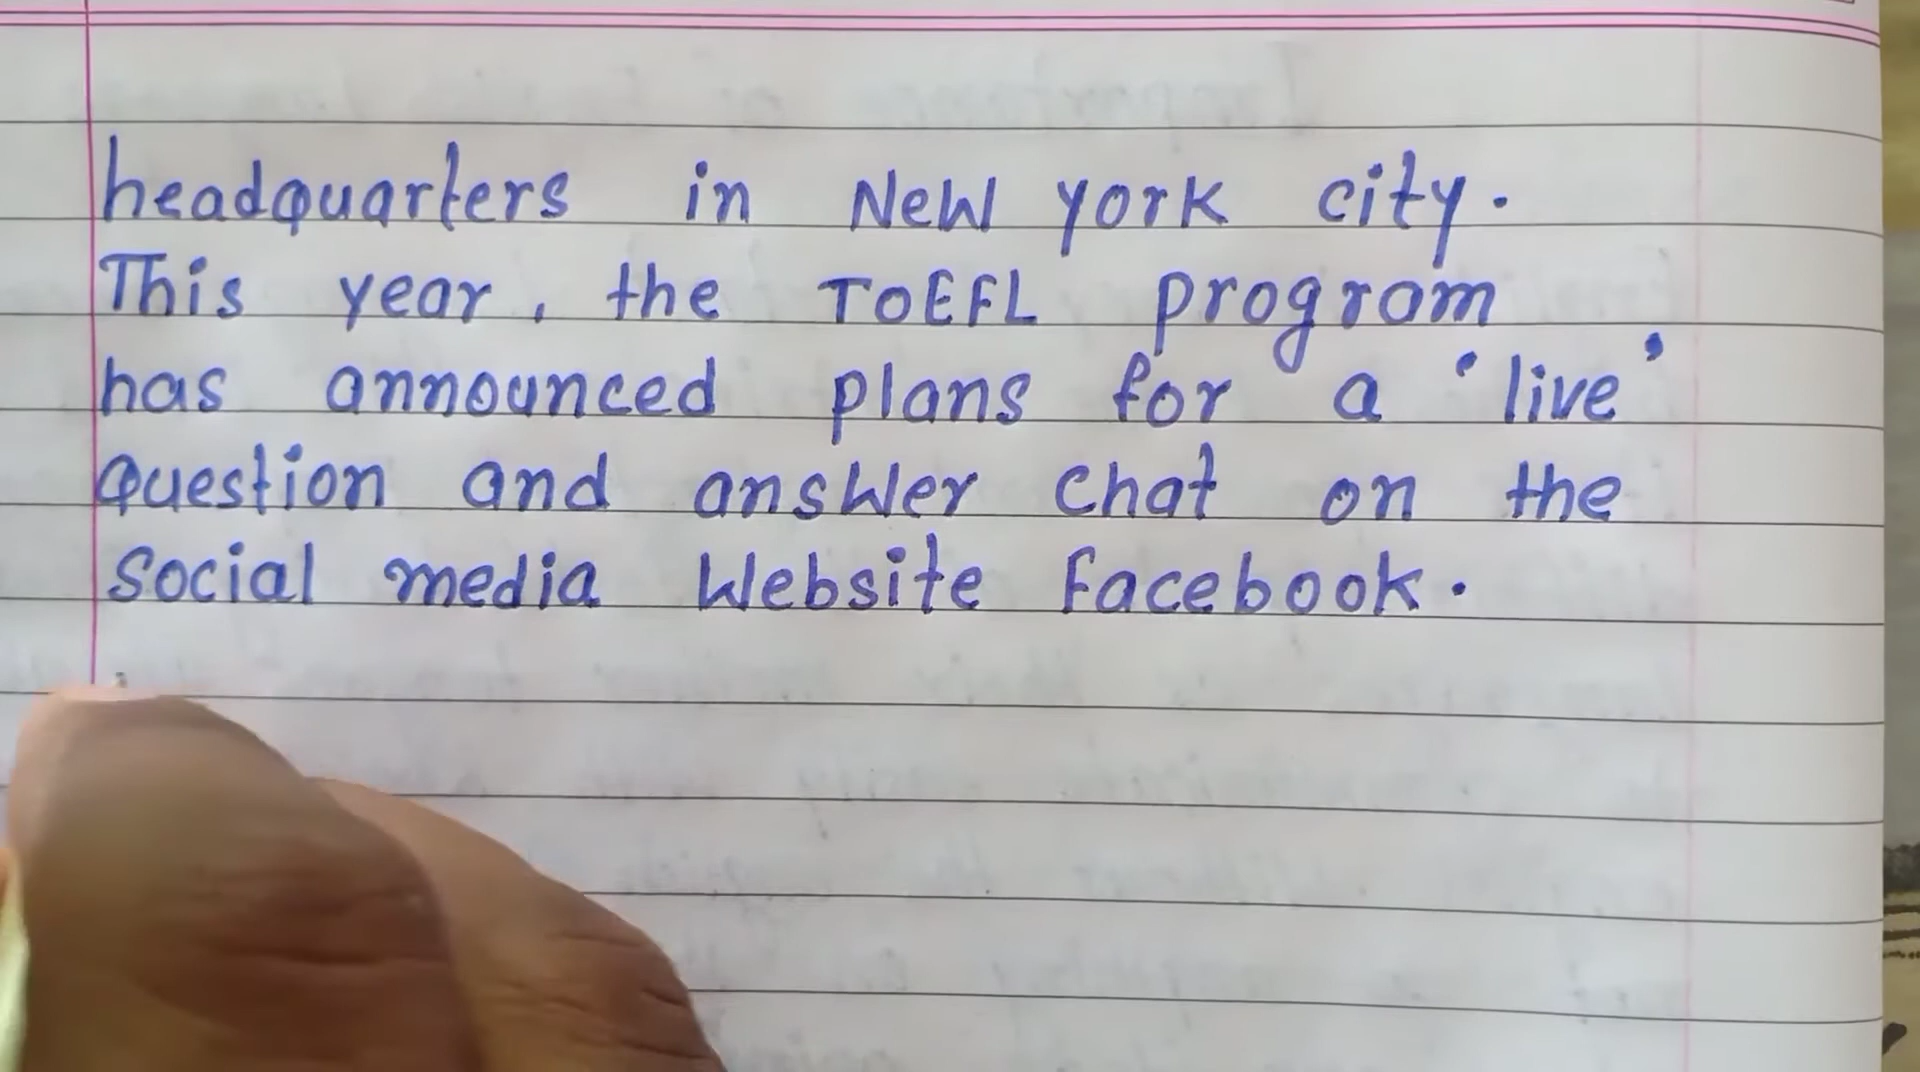 headquarters in New york city.
This year, the TOEFL program
has announced plans for a 'live'
Question and answer chat on the
Social media Website facebook.